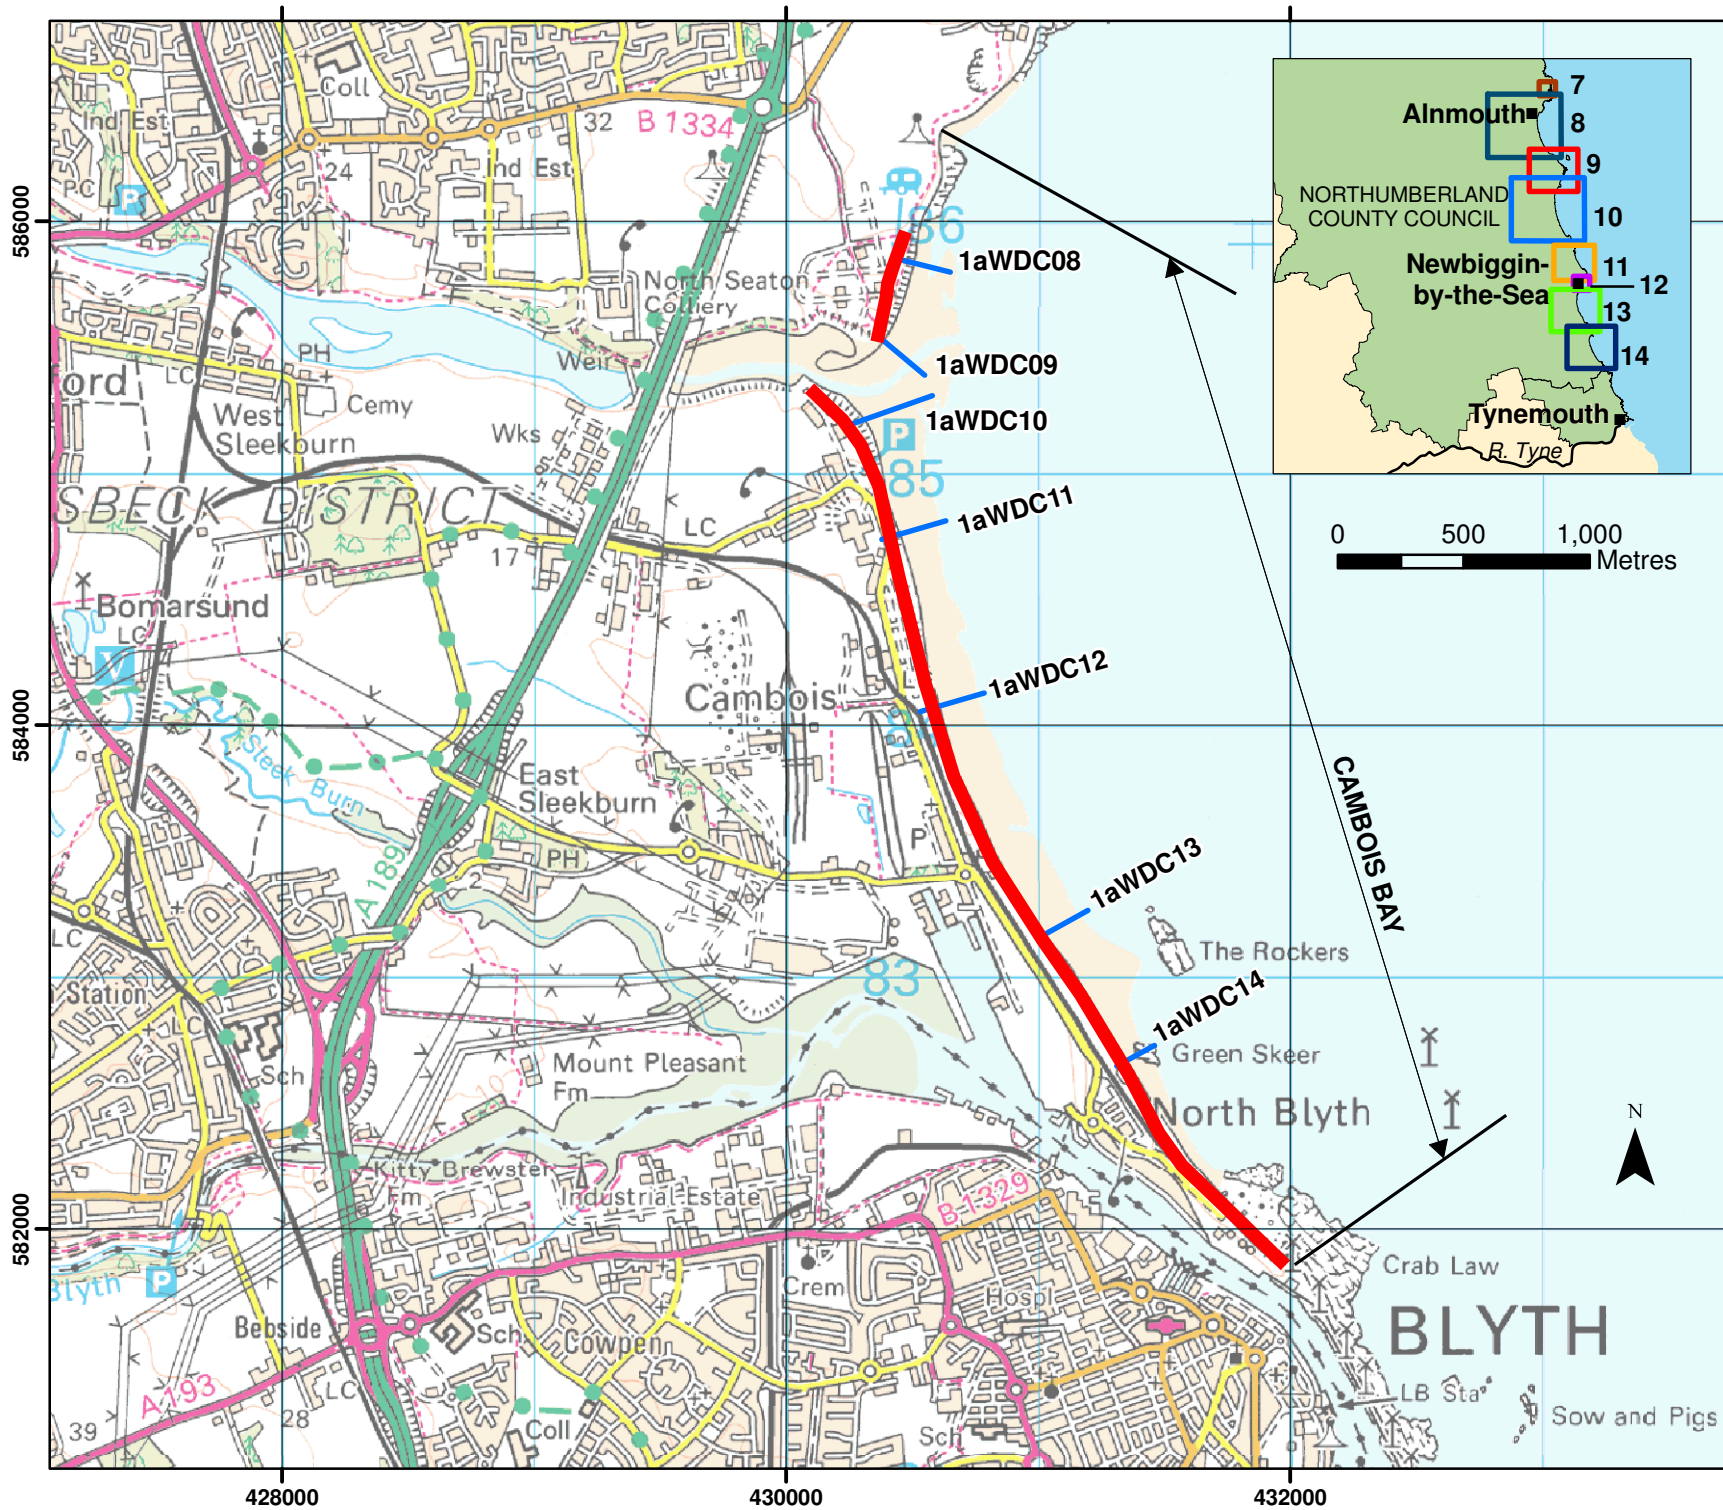 Coll
Ind Est
B 1334
32
24
PC
P
Ind Est
86
1aWDC08
North Seaton
Colliery
1aWDC09
1aWDC10
PH
LC
ord
Weir
Cemy
West
Sleekburn
Wks
P
85
SBECK DISTRICT
1aWDC11
LC
17
Bomarsund
LC
V
1aWDC12
Cambois
Sleek Burn
East
Sleekburn
A 189
PH
P
2
1aWDC13
CAMBOIS BAY
The Rockers
LC
83
n Station
LC
1aWDC14
Green Skeer
Sch
10
Mount Pleasant
Fm
North Blyth
Kitty Brewster
Fm
Industrial Estate
B 1329
Blyth
P
Crem
Crab Law
Hospl
BLYTH
Bebside
Sch
Cowpen
LC
A 193
28
39
Coll
Sch
LB Sta
Sow and Pigs
7
Alnmouth
8
9
NORTHUMBERLAND
COUNTY COUNCIL
10
Newbiggin-
by-the-Sea
11
12
13
14
Tynemouth
R. Tyne
0 500 1,000
Metres
N
586000
584000
582000
428000 430000 432000